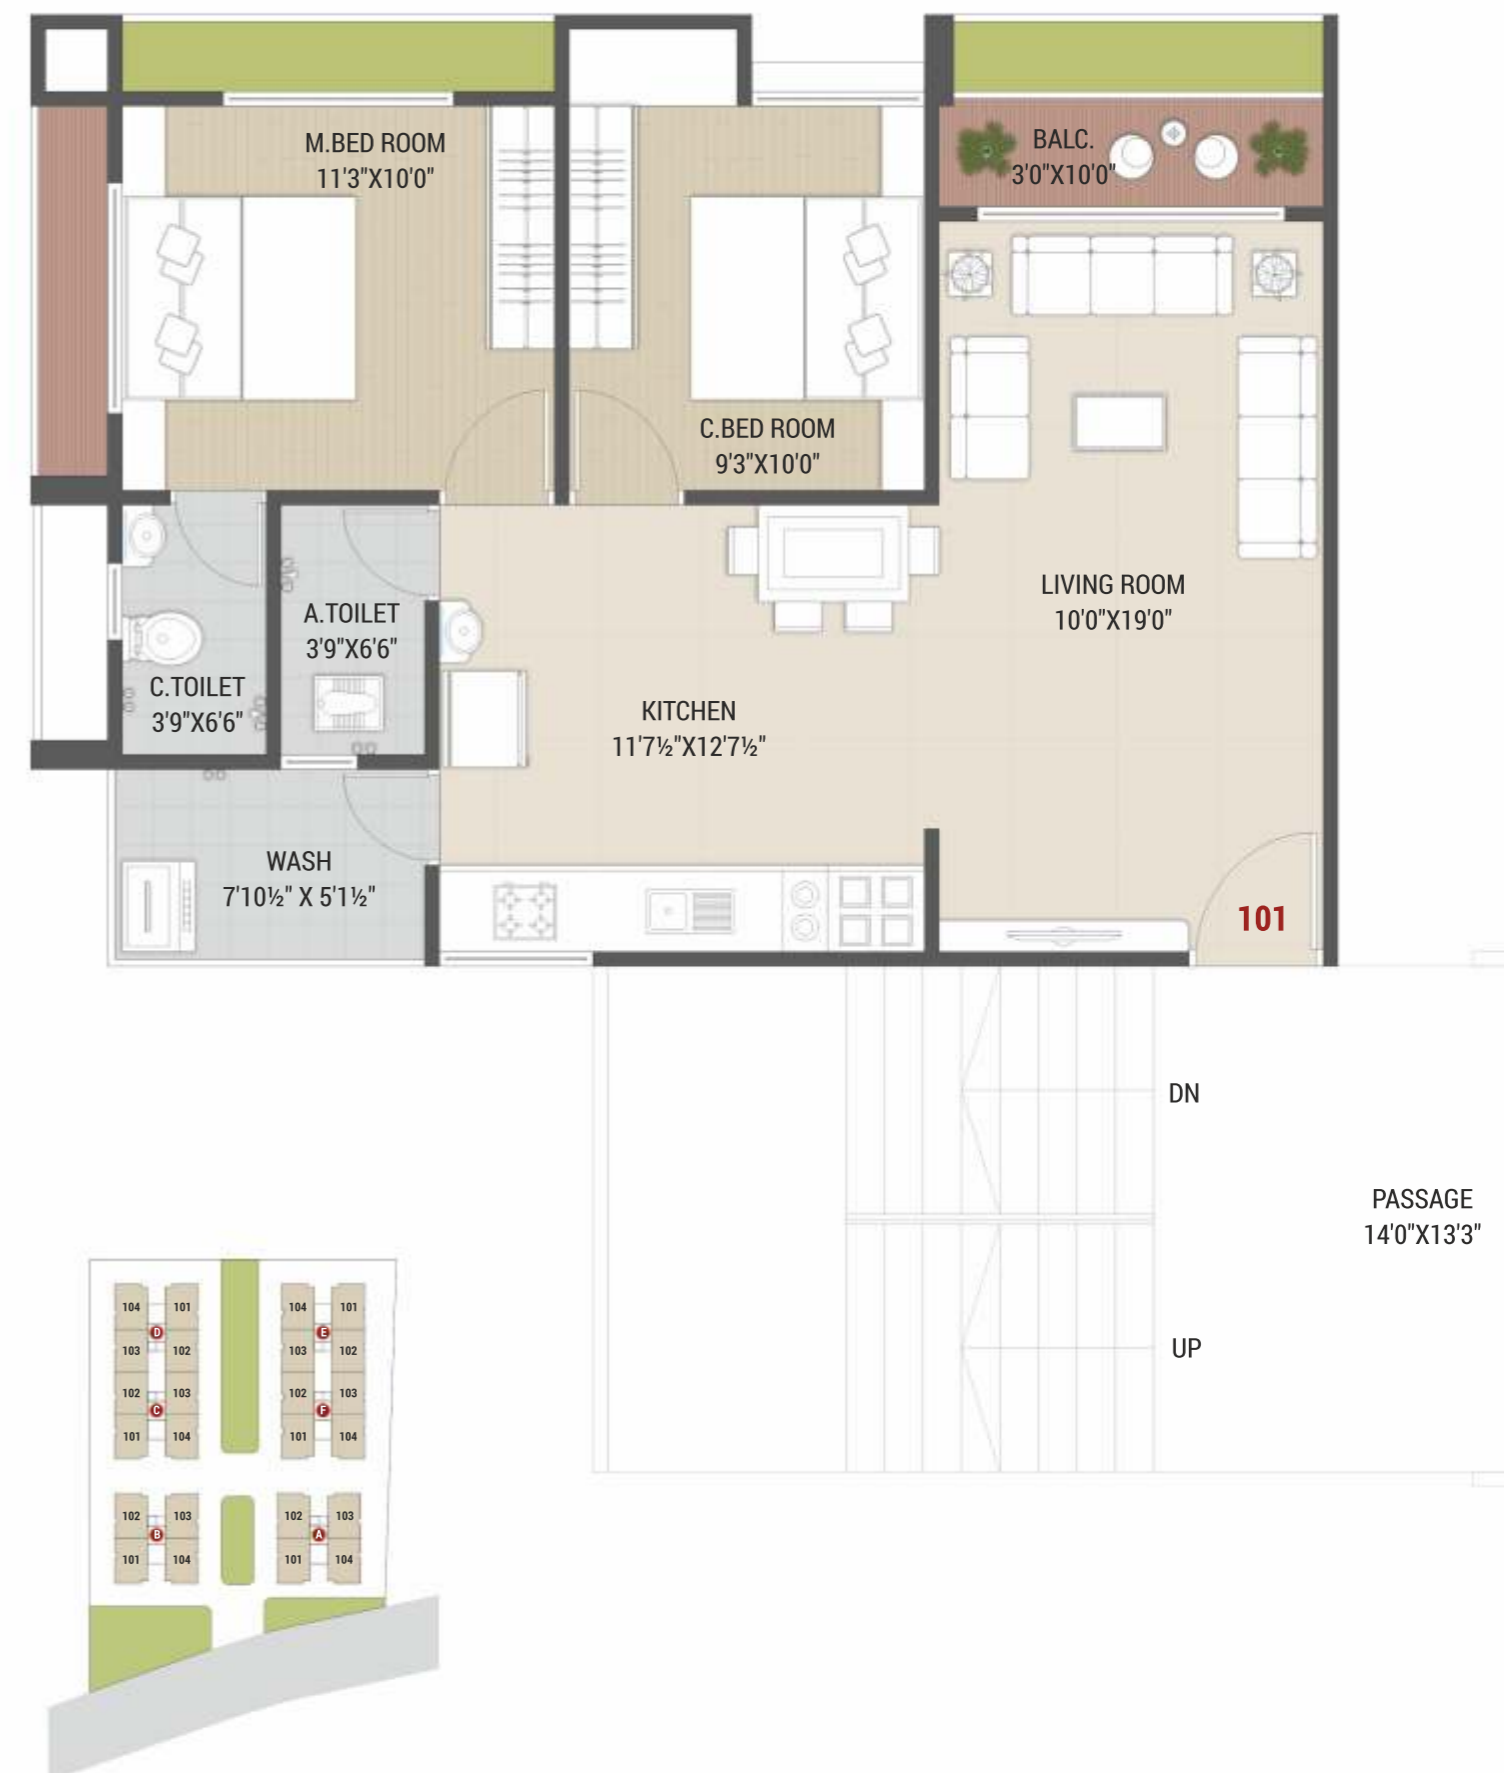 M.BED ROOM
11'3"X10'0"
BALC.
3'0"X10'0"
C.BED ROOM
9'3"X10'0"
LIVING ROOM
10'0"X19'0"
A.TOILET
3'9"X6'6"
C.TOILET
3'9"X6'6"
KITCHEN
11'7½"X12'7½"
WASH
7'10½" X 5'1½"
101
DN
PASSAGE
14'0"X13'3"
UP
104 101 104 101
D E
103 102 103 102
102 103 102 103
C F
101 104 101 104
102 103 102 103
B A
101 104 101 104